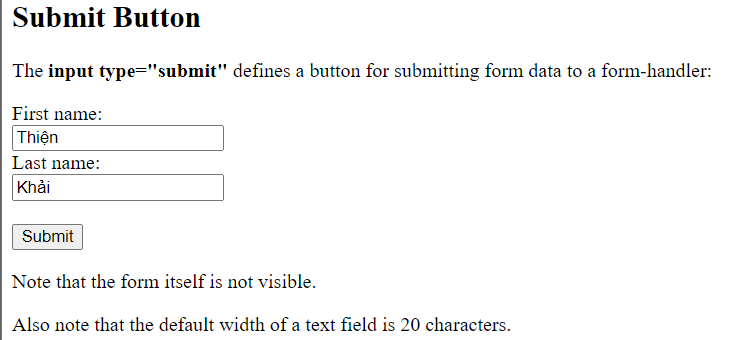 Submit Button
The input type="submit" defines a button for submitting form data to a form-handler:
First name:
Thiện
Last name:
Khải
Submit
Note that the form itself is not visible.
Also note that the default width of a text field is 20 characters.